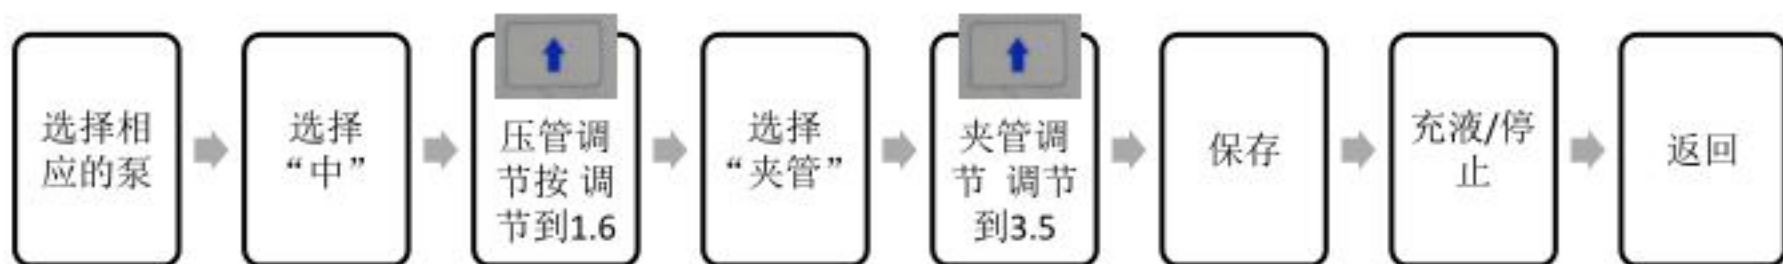 选择相
应的泵
选择
“中”
压管调
节按 调
节到1.6
选择
“夹管”
夹管调
节 调节
到3.5
保存
充液/停
止
返回